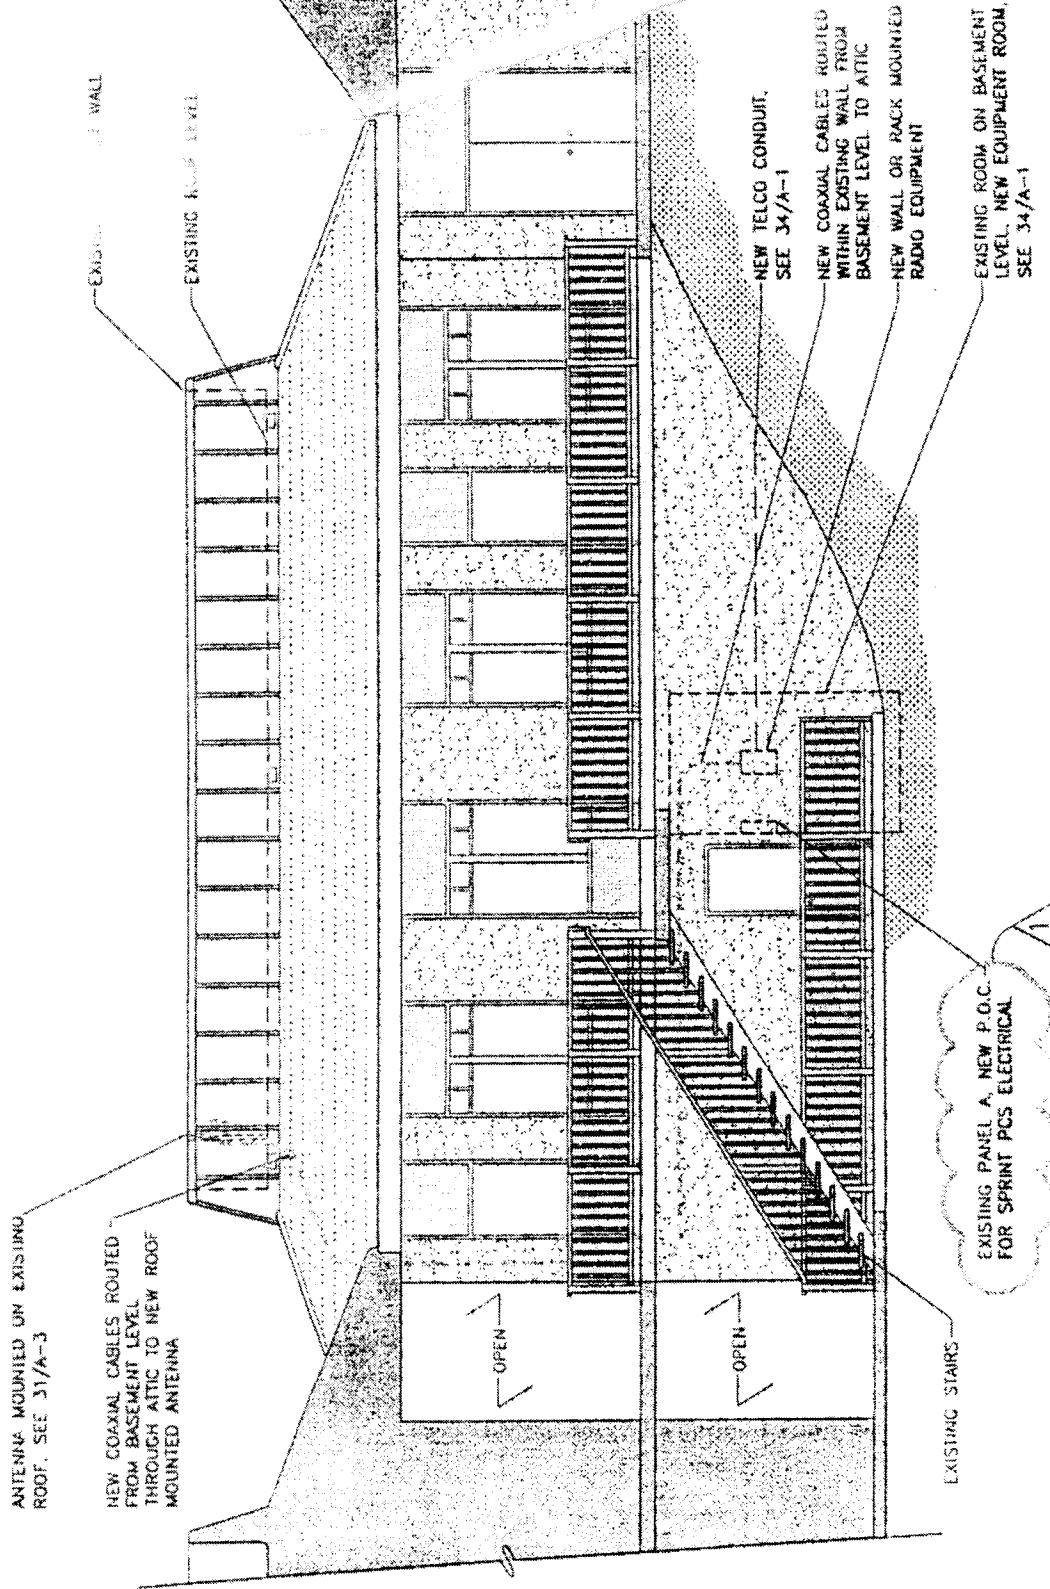 ANTENNA MOUNTED ON EXISTING
ROOF. SEE 31/A-3
NEW COAXIAL CABLES ROUTED
FROM BASEMENT LEVEL
THROUGH ATTIC TO NEW ROOF
MOUNTED ANTENNA
WALL
EXISTING ROOF LEVEL
OPEN
OPEN
NEW TELCO CONDUIT.
SEE 34/A-1
NEW COAXIAL CABLES ROUTED
WITHIN EXISTING WALL FROM
BASEMENT LEVEL TO ATTIC
NEW WALL OR RACK MOUNTED
RADIO EQUIPMENT
EXISTING ROOM ON BASEMENT
LEVEL. NEW EQUIPMENT ROOM,
SEE 34/A-1
EXISTING STAIRS
EXISTING PANEL A, NEW P.O.C.
FOR SPRINT PCS ELECTRICAL
1